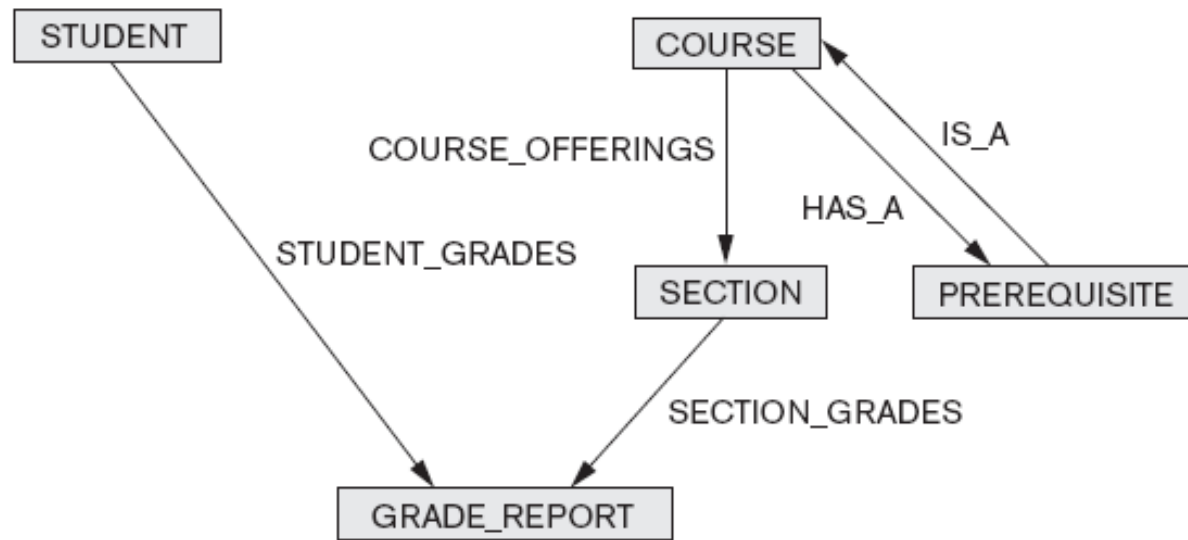 STUDENT
COURSE
IS_A
COURSE_OFFERINGS
HAS_A
STUDENT_GRADES
SECTION
PREREQUISITE
SECTION_GRADES
GRADE_REPORT